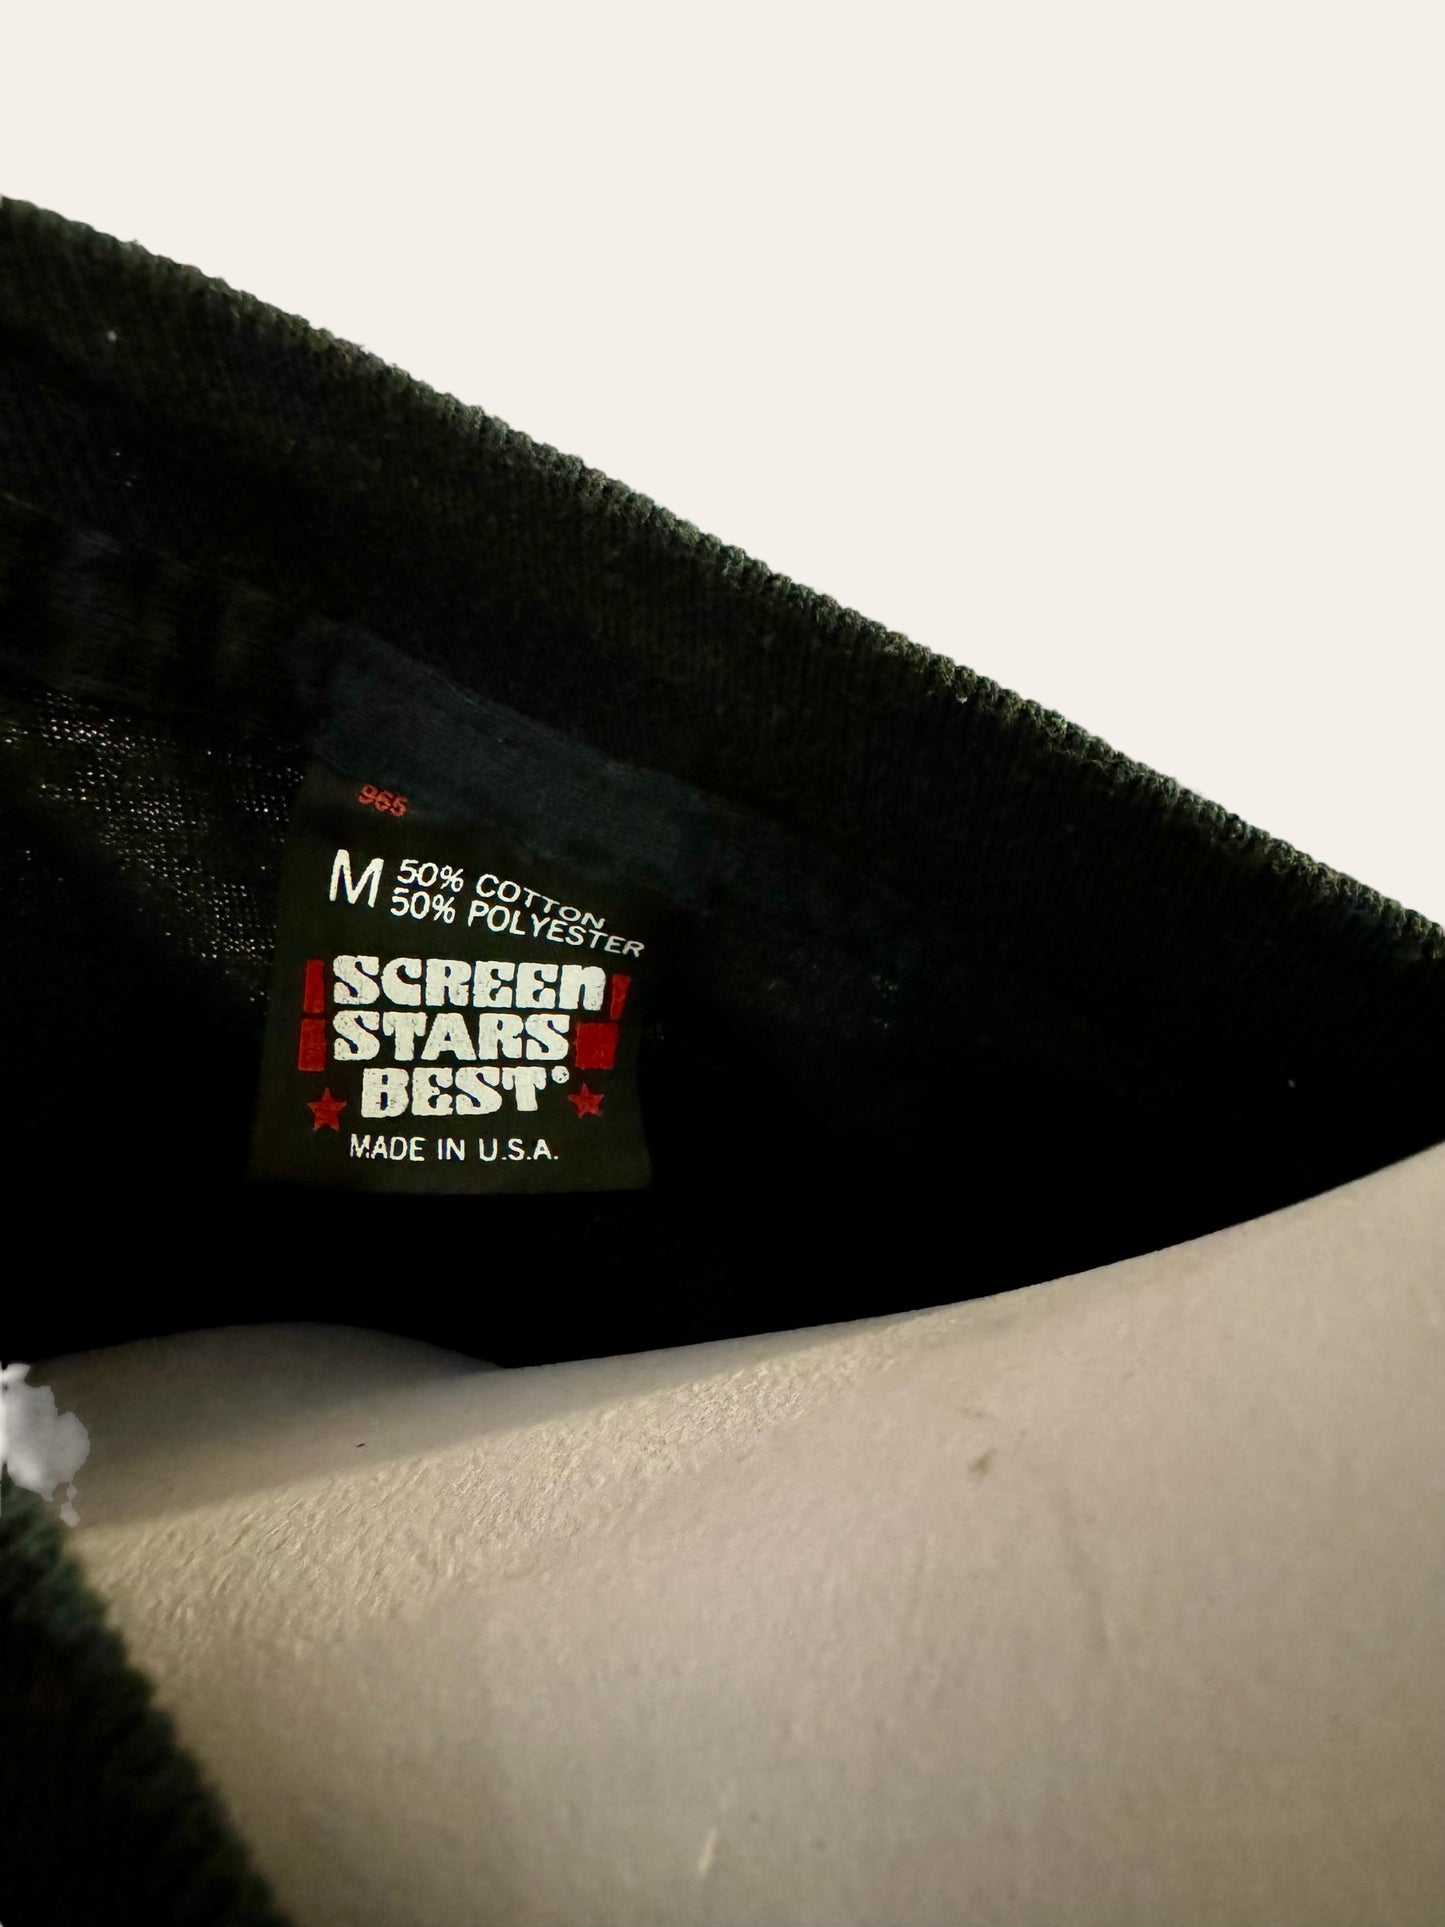 965
M 50% COTTON
50% POLYESTER
SCREEN
STARS
BEST®
MADE IN U.S.A.